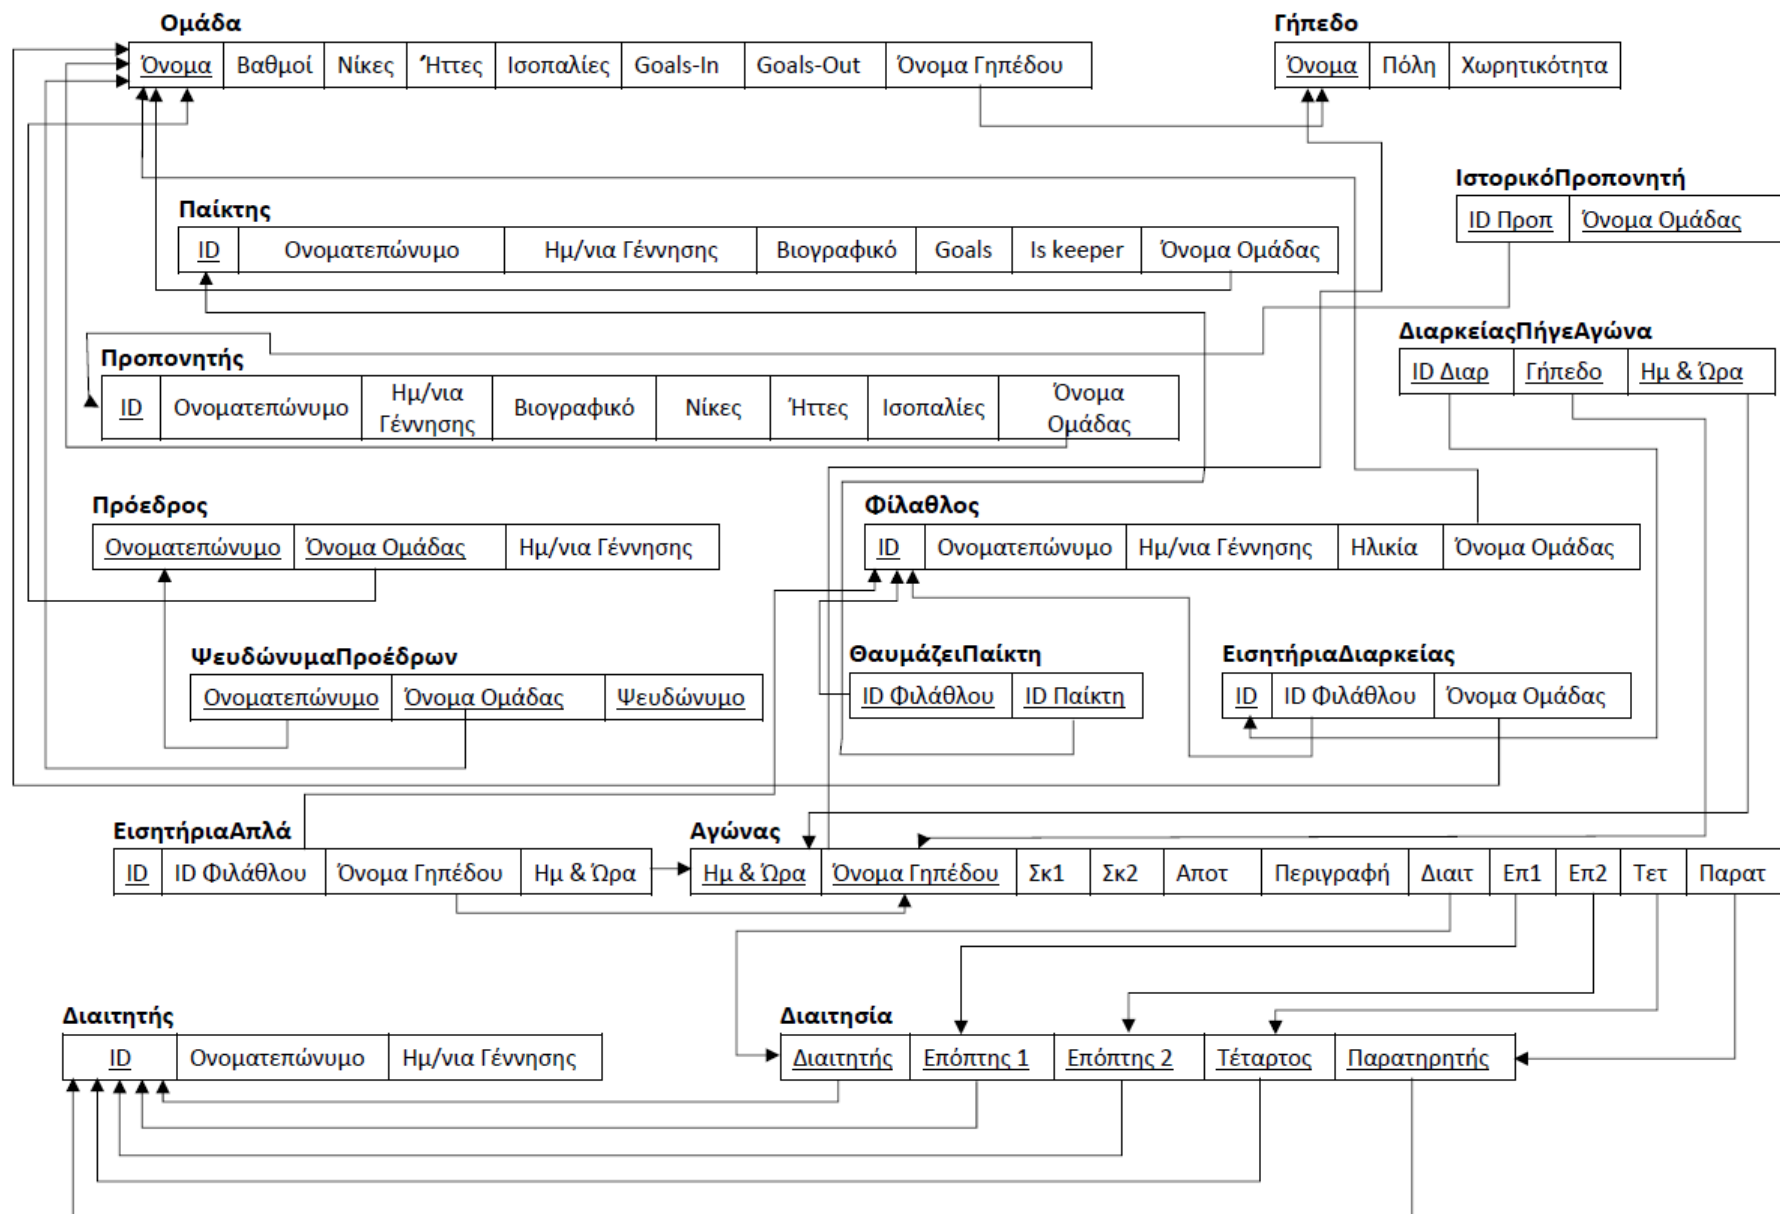 Ομάδα
Όνομα Βαθμοί Νίκες Ήττες Ισοπαλίες Goals-In Goals-Out Όνομα Γηπέδου
Γήπεδο
Όνομα Πόλη Χωρητικότητα
ΙστορικόΠροπονητή
ID Προπ Όνομα Ομάδας
Παίκτης
ID Ονοματεπώνυμο Ημ/νια Γέννησης Βιογραφικό Goals Is keeper Όνομα Ομάδας
ΔιαρκείαςΠήγεΑγώνα
ID Διαρ Γήπεδο Ημ & Ώρα
Προπονητής
ID Ονοματεπώνυμο Ημ/νια Γέννησης Βιογραφικό Νίκες Ήττες Ισοπαλίες Όνομα Ομάδας
Πρόεδρος
Ονοματεπώνυμο Όνομα Ομάδας Ημ/νια Γέννησης
Φίλαθλος
ID Ονοματεπώνυμο Ημ/νια Γέννησης Ηλικία Όνομα Ομάδας
ΨευδώνυμαΠροέδρων
Ονοματεπώνυμο Όνομα Ομάδας Ψευδώνυμο
ΘαυμάζειΠαίκτη
ID Φιλάθλου ID Παίκτη
ΕισητήριαΔιαρκείας
ID ID Φιλάθλου Όνομα Ομάδας
ΕισητήριαΑπλά
ID ID Φιλάθλου Όνομα Γηπέδου Ημ & Ώρα
Αγώνας
Ημ & Ώρα Όνομα Γηπέδου Σκ1 Σκ2 Αποτ Περιγραφή Διαιτ Επ1 Επ2 Τετ Παρατ
Διαιτητής
ID Ονοματεπώνυμο Ημ/νια Γέννησης
Διαιτησία
Διαιτητής Επόπτης 1 Επόπτης 2 Τέταρτος Παρατηρητής